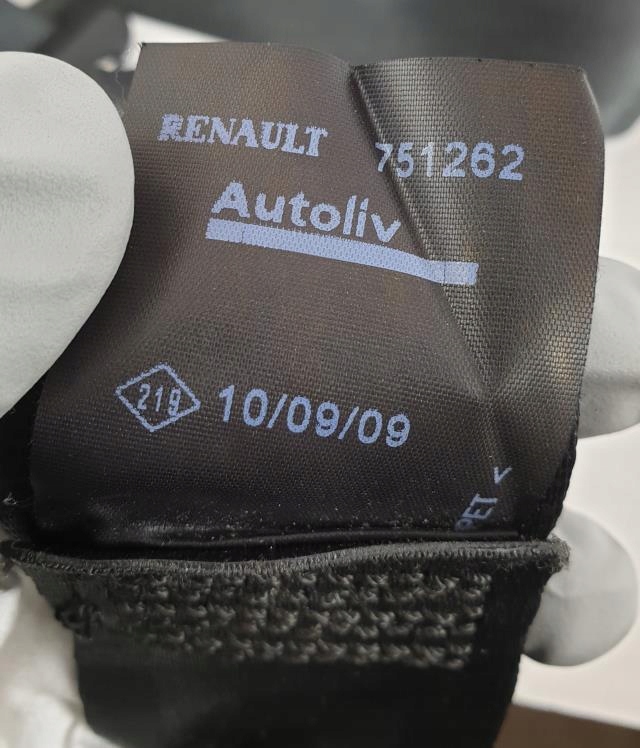 RENAULT 751262
Autoliv
219 10/09/09
PET <